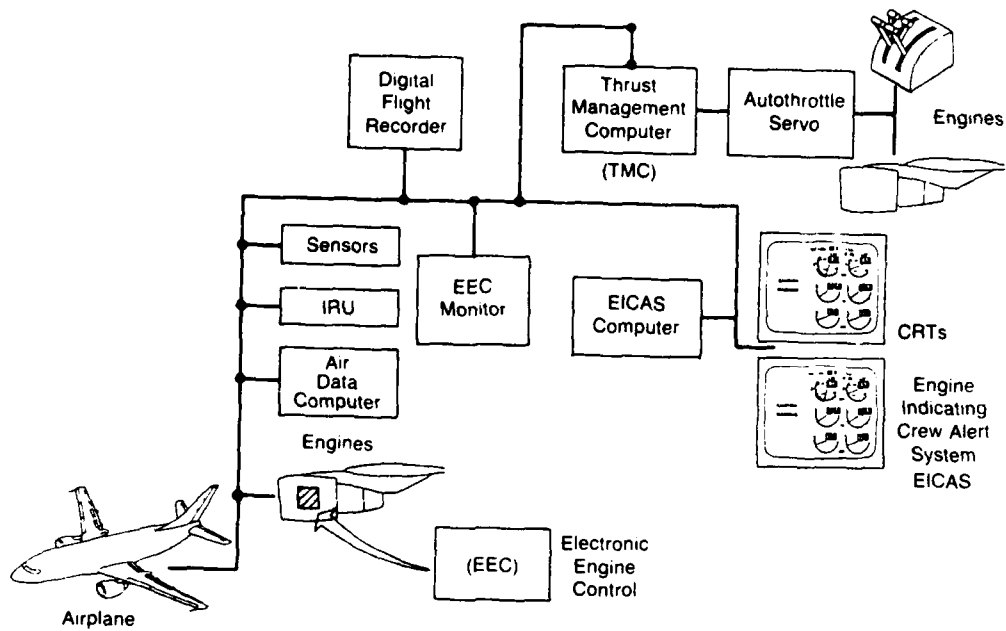 Digital
Flight
Recorder
Thrust
Management
Computer
(TMC)
Autothrottle
Servo
Engines
Sensors
IRU
Air
Data
Computer
EEC
Monitor
EICAS
Computer
CRTs
Engine
Indicating
Crew Alert
System
EICAS
Engines
(EEC)
Electronic
Engine
Control
Airplane